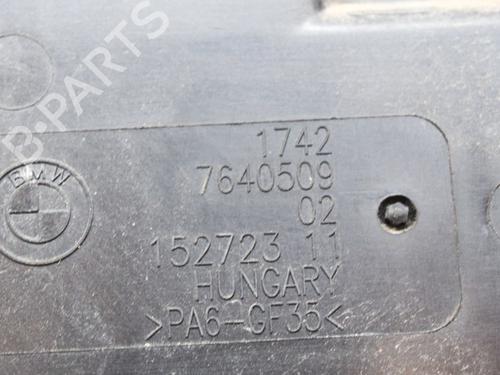 B-PARTS
BMW
1742
7640509
02
152723 11
HUNGARY
>PA6-GF35<